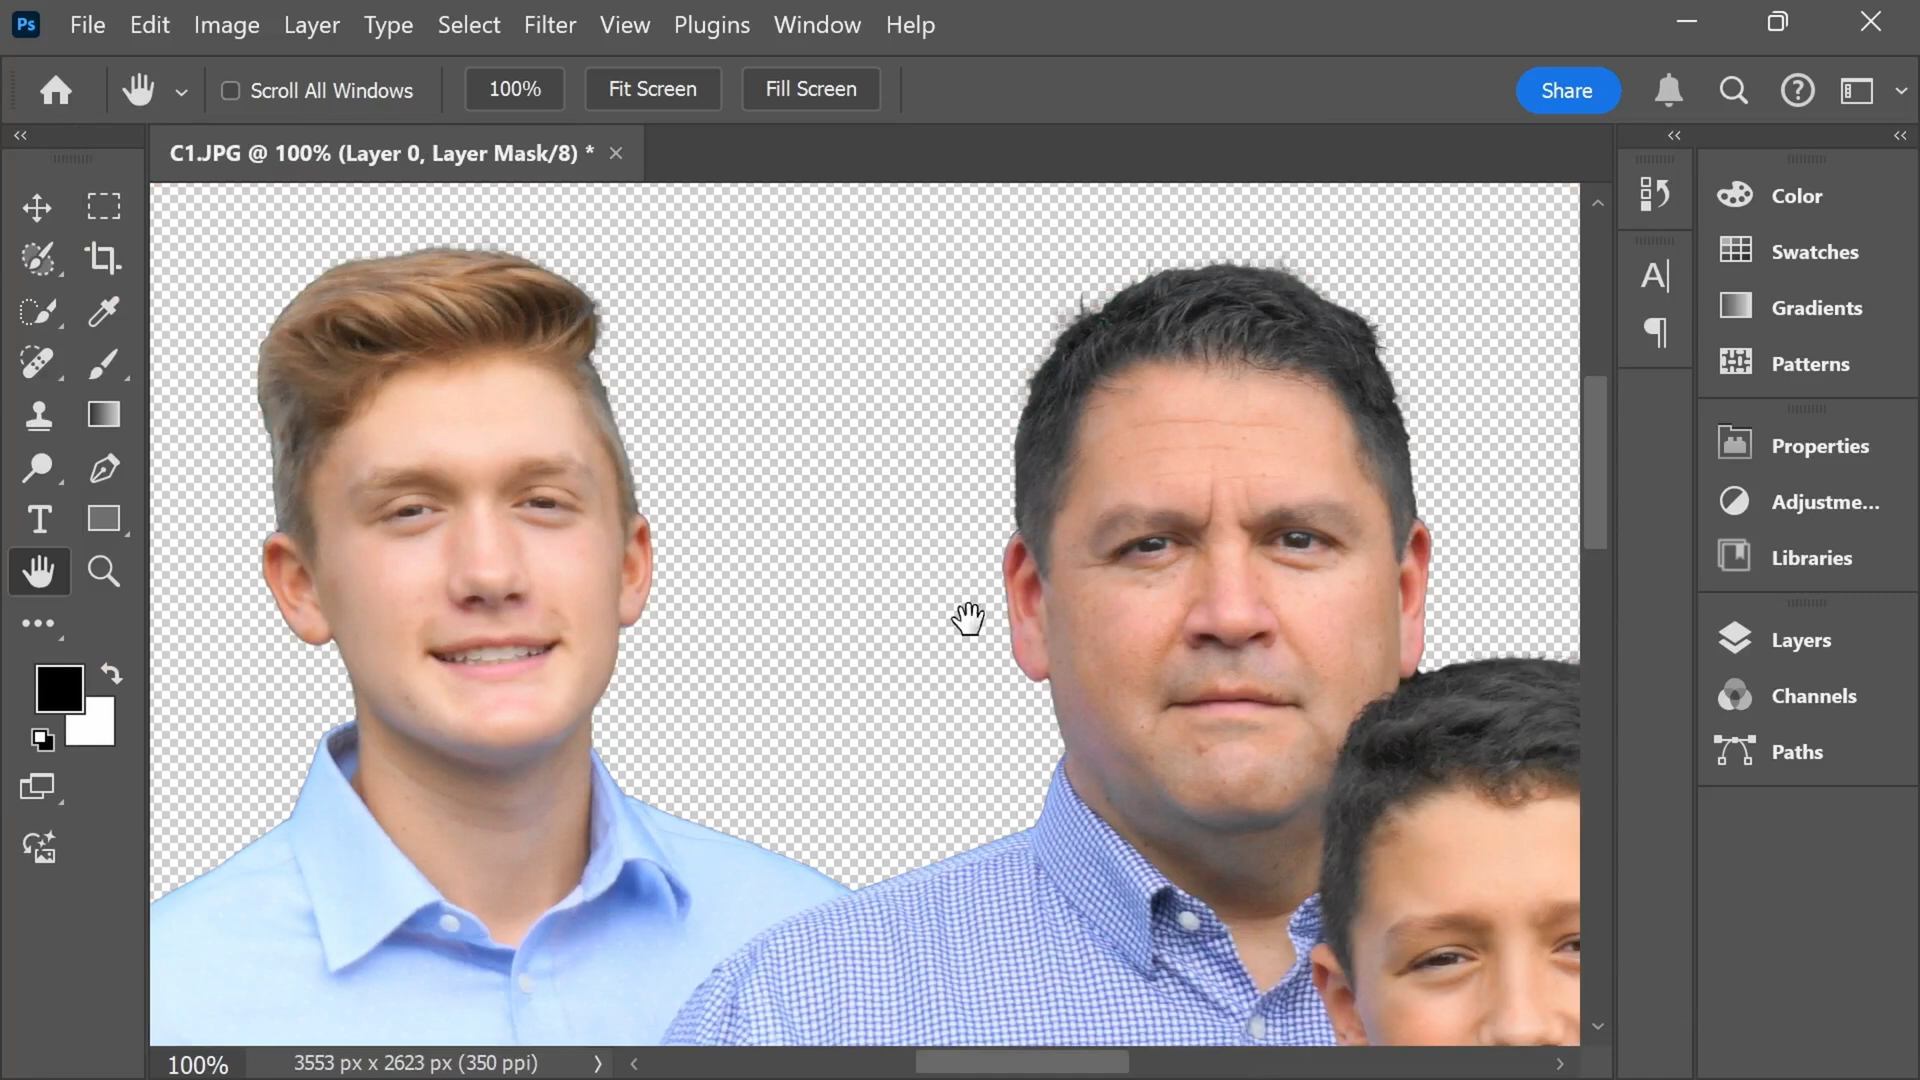 Ps File Edit Image Layer Type Select Filter View Plugins Window Help
Scroll All Windows 100% Fit Screen Fill Screen Share
C1.JPG @ 100% (Layer 0, Layer Mask/8) *
Color
Swatches
Gradients
Patterns
Properties
Adjustme...
Libraries
Layers
Channels
Paths
100% 3553 px x 2623 px (350 ppi)